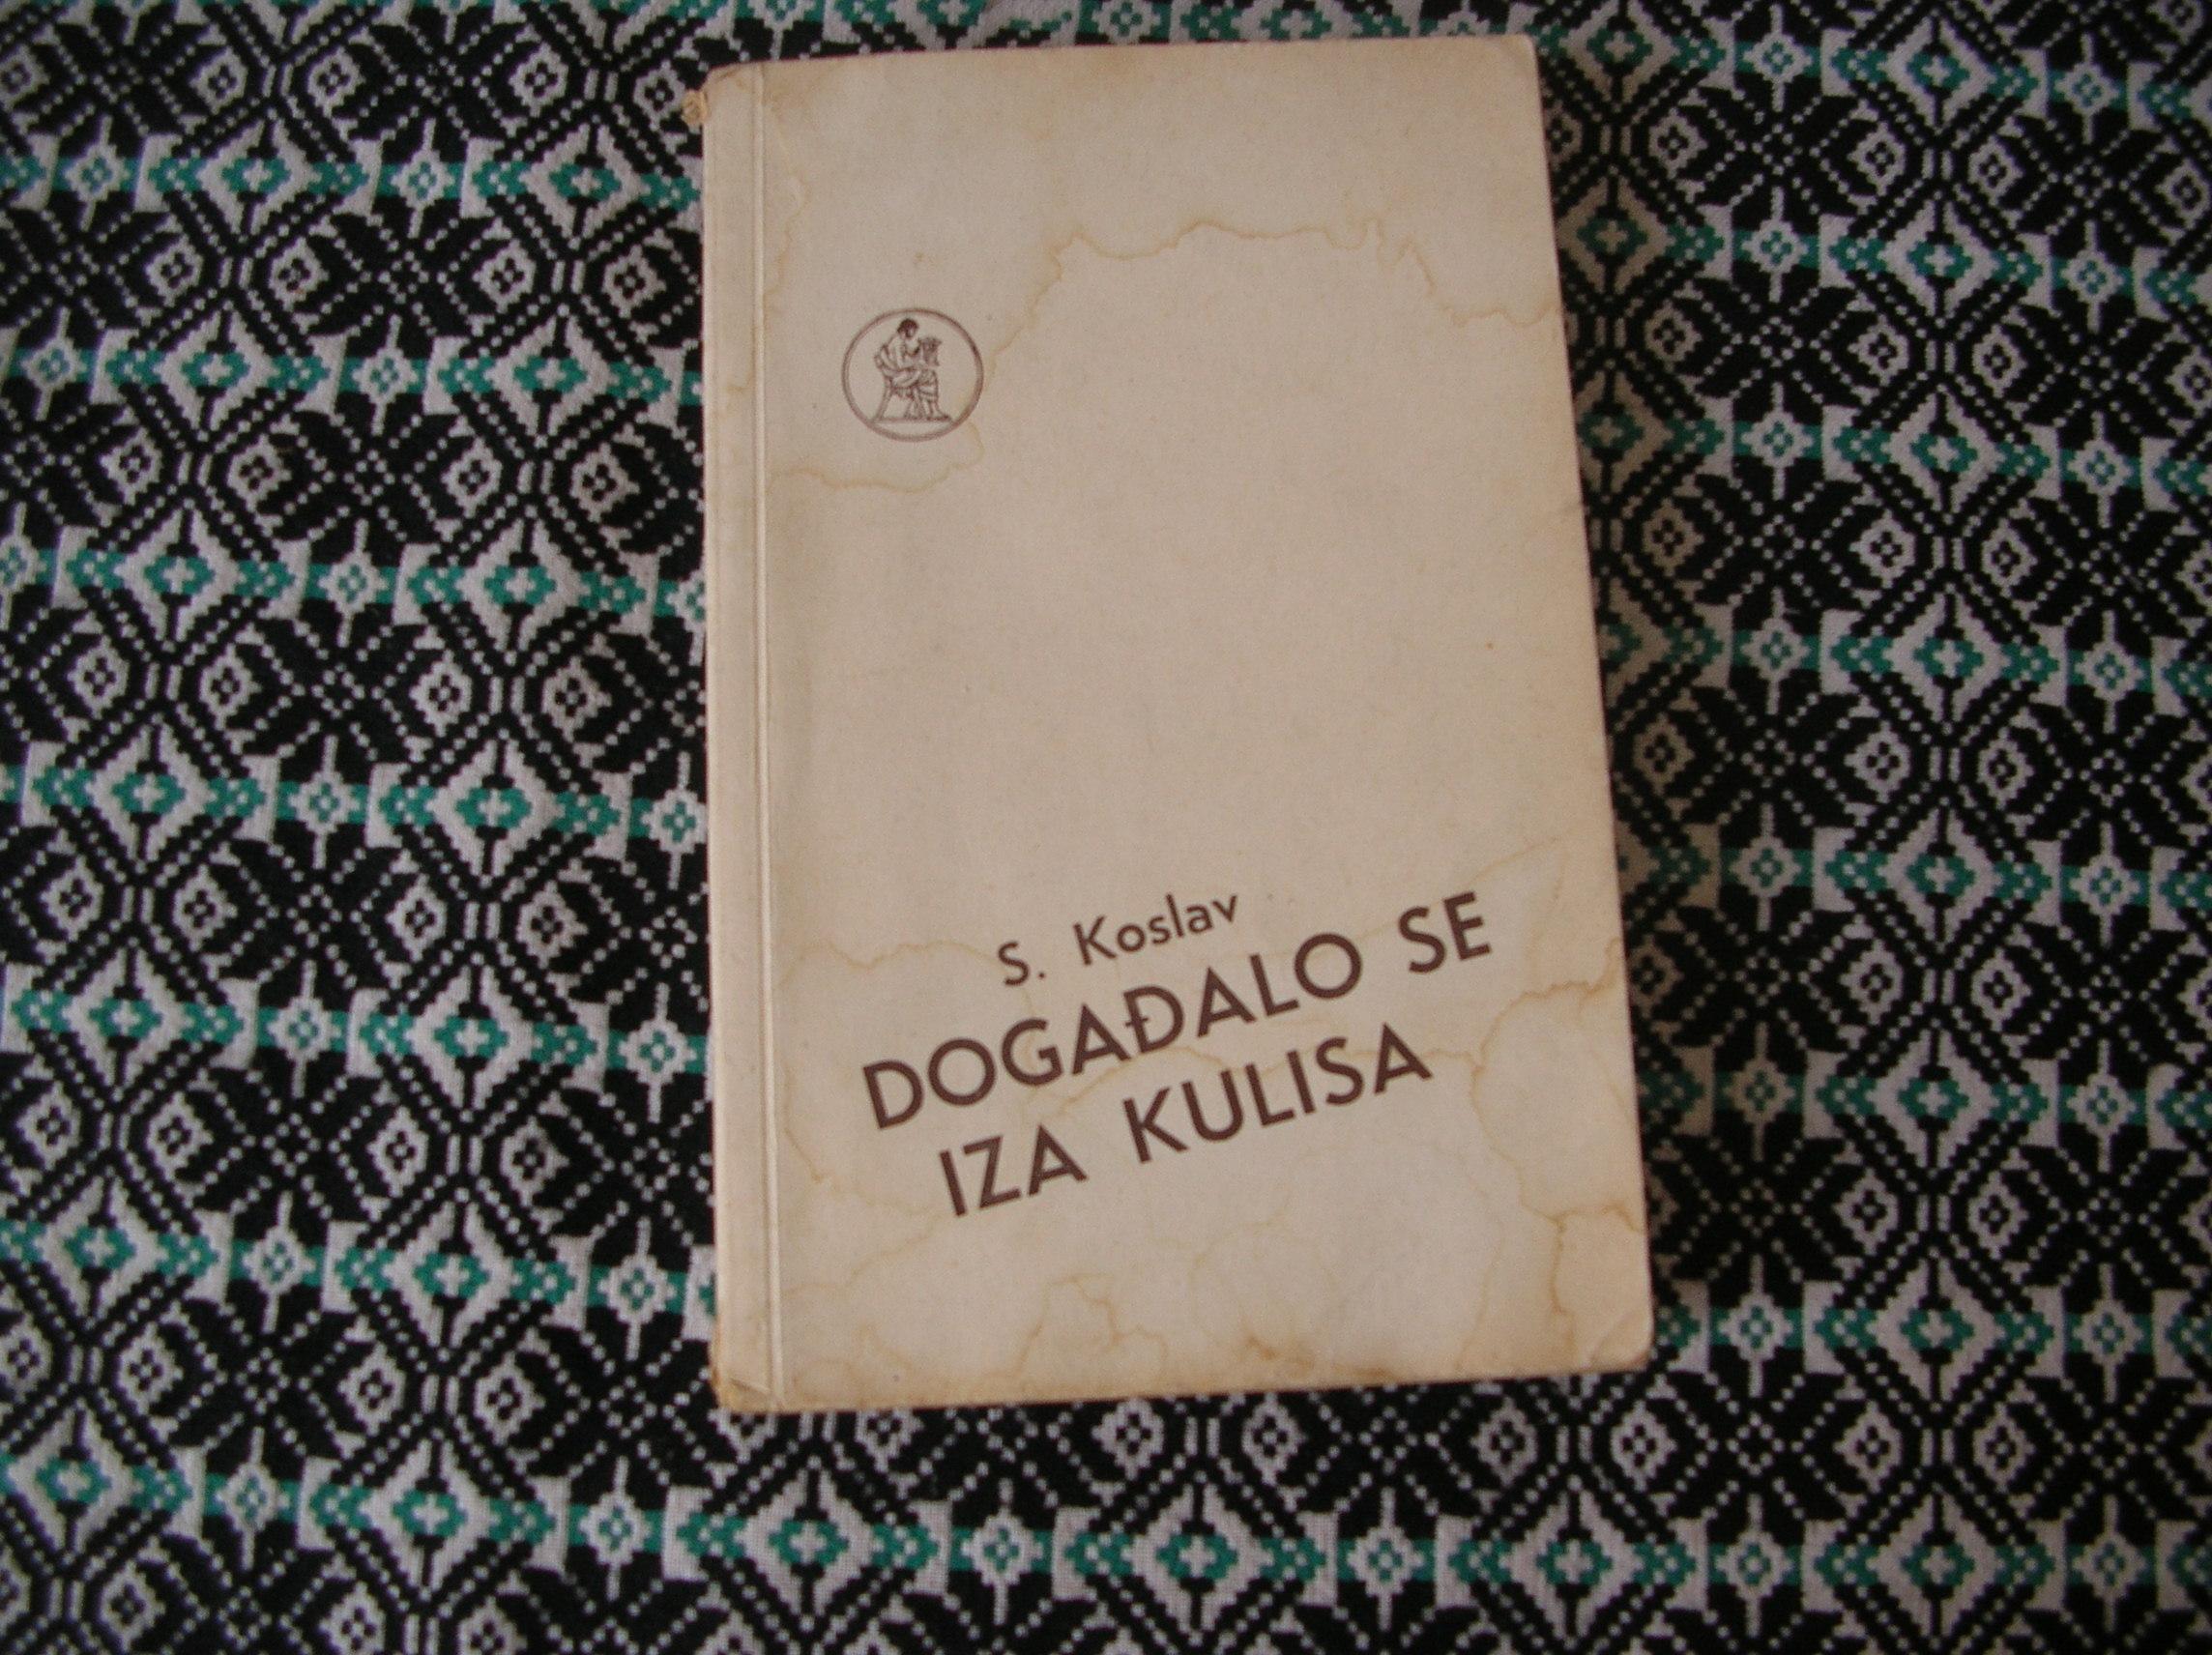 S. Koslav
DOGAĐALO SE
IZA KULISA